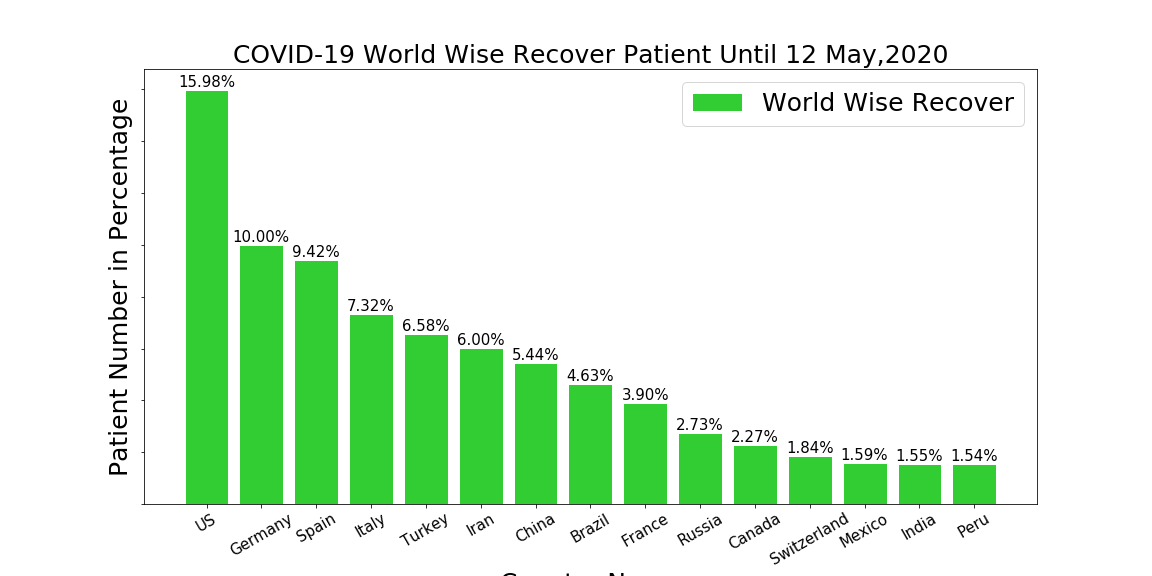 COVID-19 World Wise Recover Patient Until 12 May,2020
World Wise Recover
Patient Number in Percentage
15.98%
10.00%
9.42%
7.32%
6.58%
6.00%
5.44%
4.63%
3.90%
2.73%
2.27%
1.84%
1.59%
1.55%
1.54%
US
Germany
Spain
Italy
Turkey
Iran
China
Brazil
France
Russia
Canada
Switzerland
Mexico
India
Peru